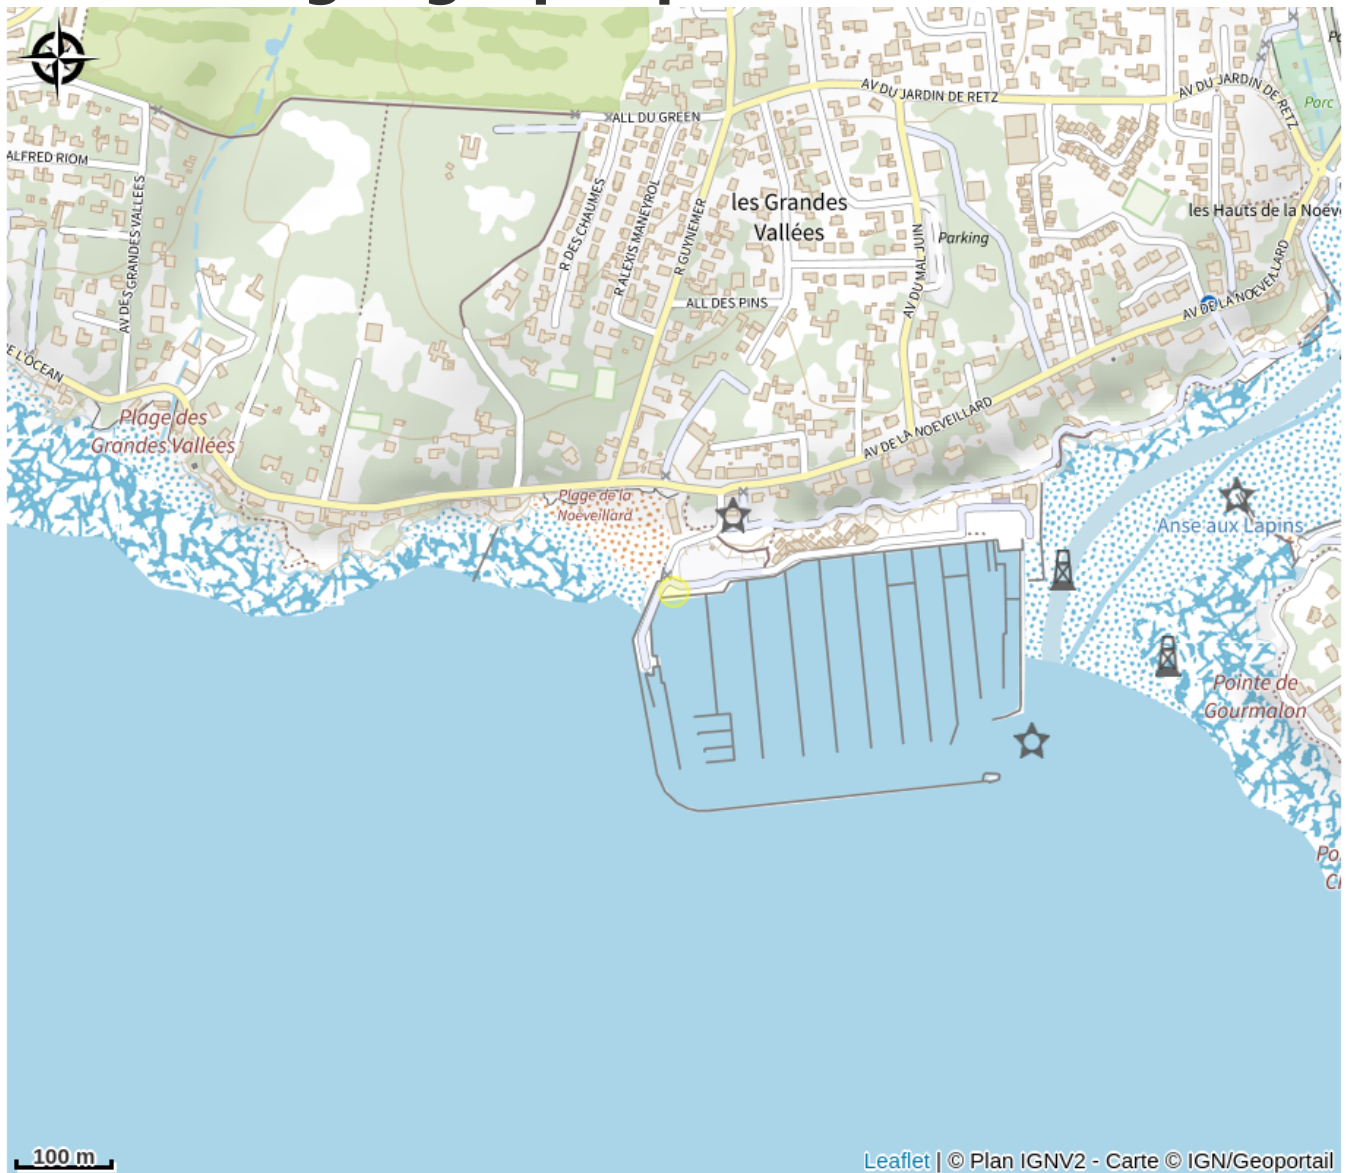 AV DU JARDIN DE RETZ
AV DU JARDIN DE RETZ
ALL DU GREEN
Parc
ALFRED RIOM
AV DES GRANDES VALLEES
R DES CHAUMES
R ALEXIS MANEYROL
R GUYNEMER
les Grandes
Vallées
Parking
les Hauts de la Noëv
AV DU MAL JUIN
ALL DES PINS
AV DE LA NOEVEILLARD
E L'OCEAN
Plage des
Grandes Vallées
AV DE LA NOEVEILLARD
Plage de la
Noëveillard
Anse aux Lapins
Pointe de
Gourmalon
100 m
Leaflet | © Plan IGNV2 - Carte © IGN/Geoportail